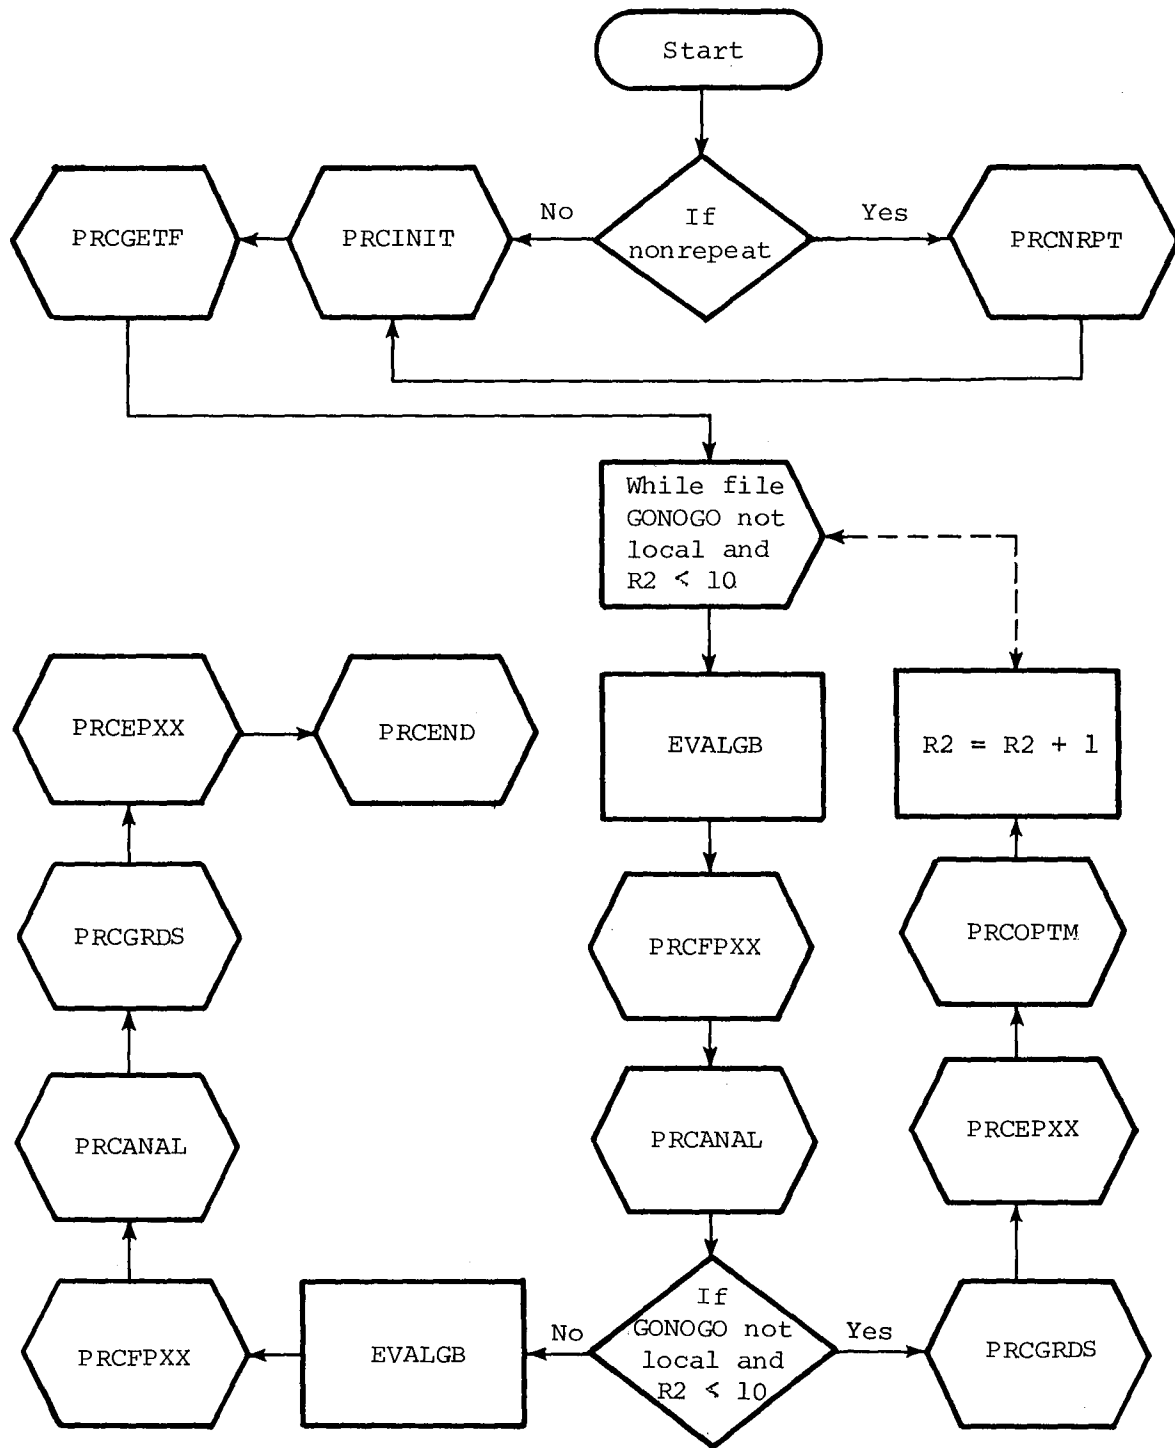 Start
If
nonrepeat
No
Yes
PRCGETF
PRCINIT
PRCNRPT
While file
GONOGO not
local and
R2 < 10
PRCEPXX
PRCEND
EVALGB
R2 = R2 + 1
PRCGRDS
PRCFPXX
PRCOPTM
PRCANAL
PRCANAL
PRCEPXX
If
GONOGO not
local and
R2 < 10
No
Yes
PRCFPXX
EVALGB
PRCGRDS